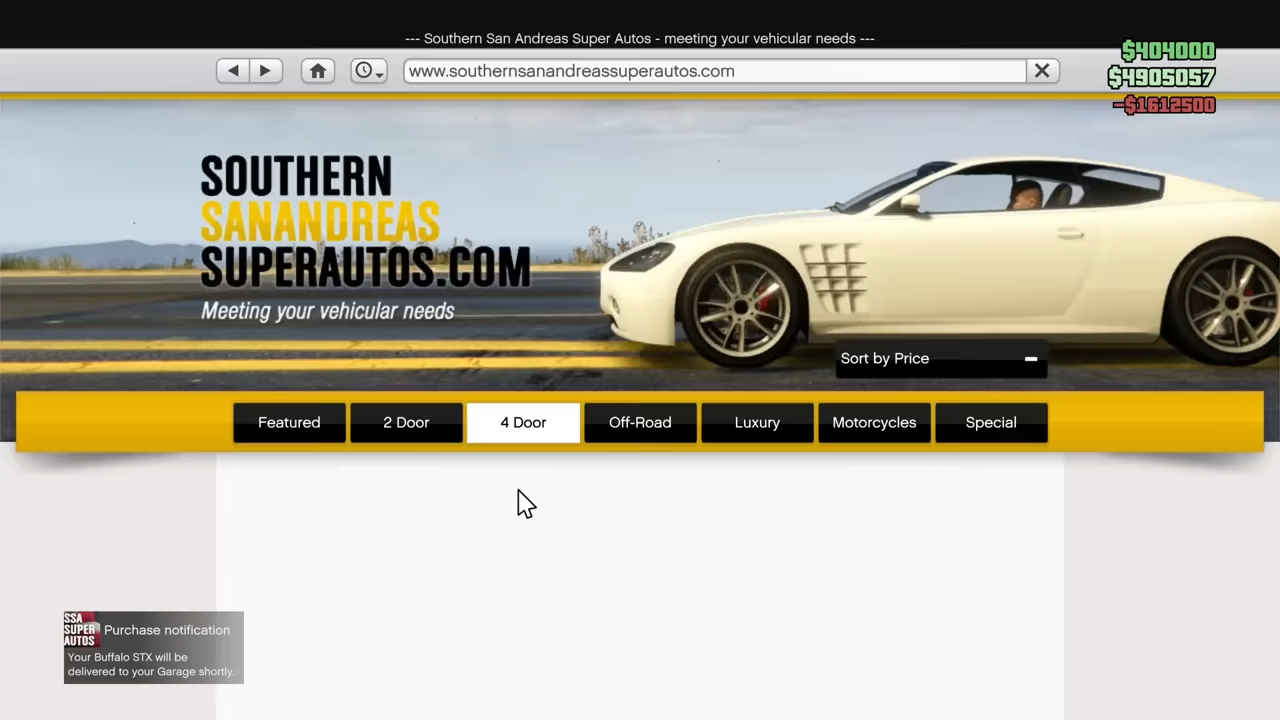 --- Southern San Andreas Super Autos - meeting your vehicular needs ---
$404000
www.southernsanandreassuperautos.com
$4905057
-$1612500
SOUTHERN
SANANDREAS
SUPERAUTOS.COM
Meeting your vehicular needs
Sort by Price
Featured
2 Door
4 Door
Off-Road
Luxury
Motorcycles
Special
SSA
SUPER
AUTOS
Purchase notification
Your Buffalo STX will be
delivered to your Garage shortly.